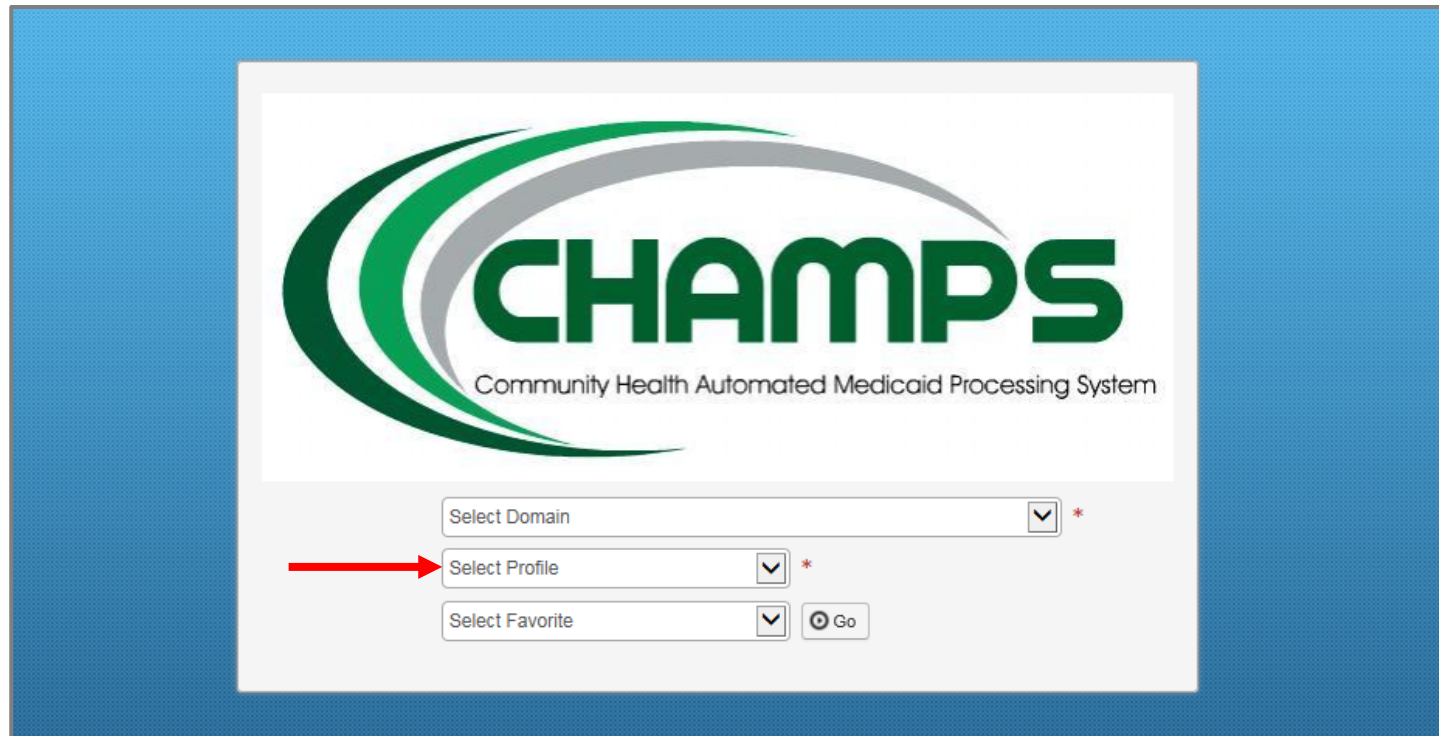 CHAMPS
Community Health Automated Medicaid Processing System
Select Domain *
Select Profile *
Select Favorite Go